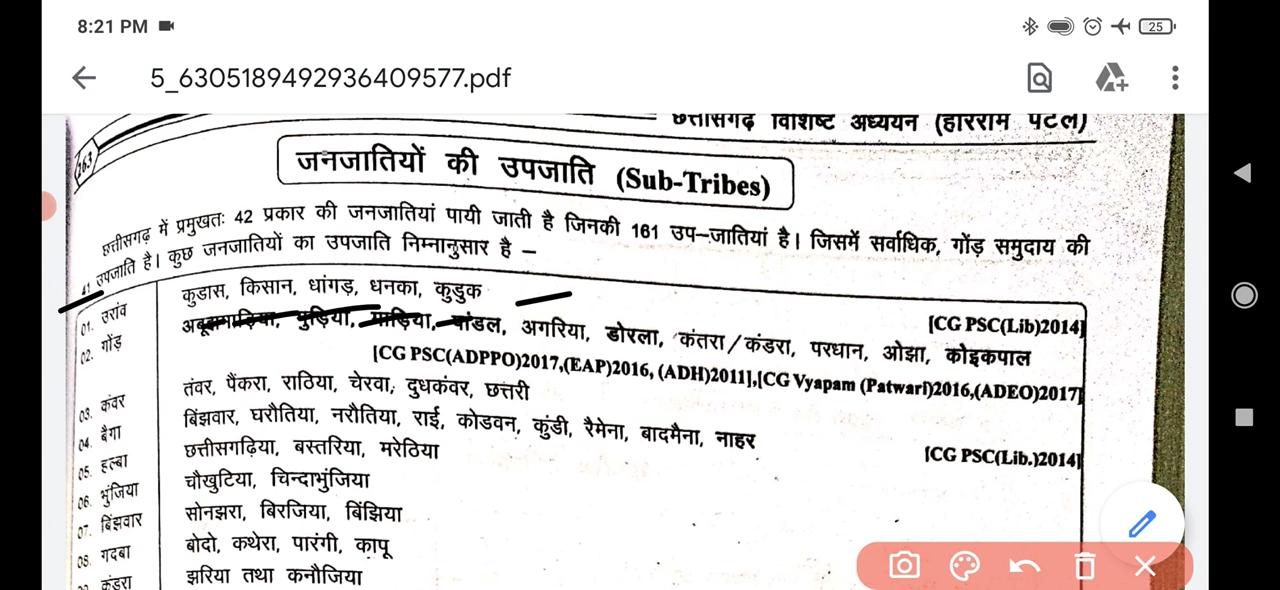 8:21 PM
25
5_6305189492936409577.pdf
छत्तीसगढ़ विशिष्ट अध्ययन (हरिराम पटेल)
263
जनजातियों की उपजाति (Sub-Tribes)
छत्तीसगढ़ में प्रमुखतः 42 प्रकार की जनजातियां पायी जाती है जिनकी 161 उप–जातियां है। जिसमें सर्वाधिक, गोंड़ समुदाय की
41 उपजाति है। कुछ जनजातियों का उपजाति निम्नानुसार है –
01. उरांव कुडास, किसान, धांगड़, धनका, कुडुक
[CG PSC(Lib)2014]
02. गोंड़ अबूझमाड़िया, मुड़िया, माड़िया, खांडल, अगरिया, डोरला, कंतरा/कंडरा, परधान, ओझा, कोइकपाल
[CG PSC(ADPPO)2017,(EAP)2016, (ADH)2011],[CG Vyapam (Patwari)2016,(ADEO)2017]
03. कंवर तंवर, पैंकरा, राठिया, चेरवा, दुधकंवर, छत्तरी
04. बैगा बिंझवार, घरौतिया, नरौतिया, राई, कोडवन, कुंडी, रैमेना, बादमैना, नाहर
[CG PSC(Lib.)2014]
05. हल्बा छत्तीसगढ़िया, बस्तरिया, मरेठिया
06. भुंजिया चौखुटिया, चिन्दाभुंजिया
07. बिंझवार सोनझरा, बिरजिया, बिंझिया
08. गदबा बोदो, कथेरा, पारंगी, कापू
कंडरा झरिया तथा कनौजिया